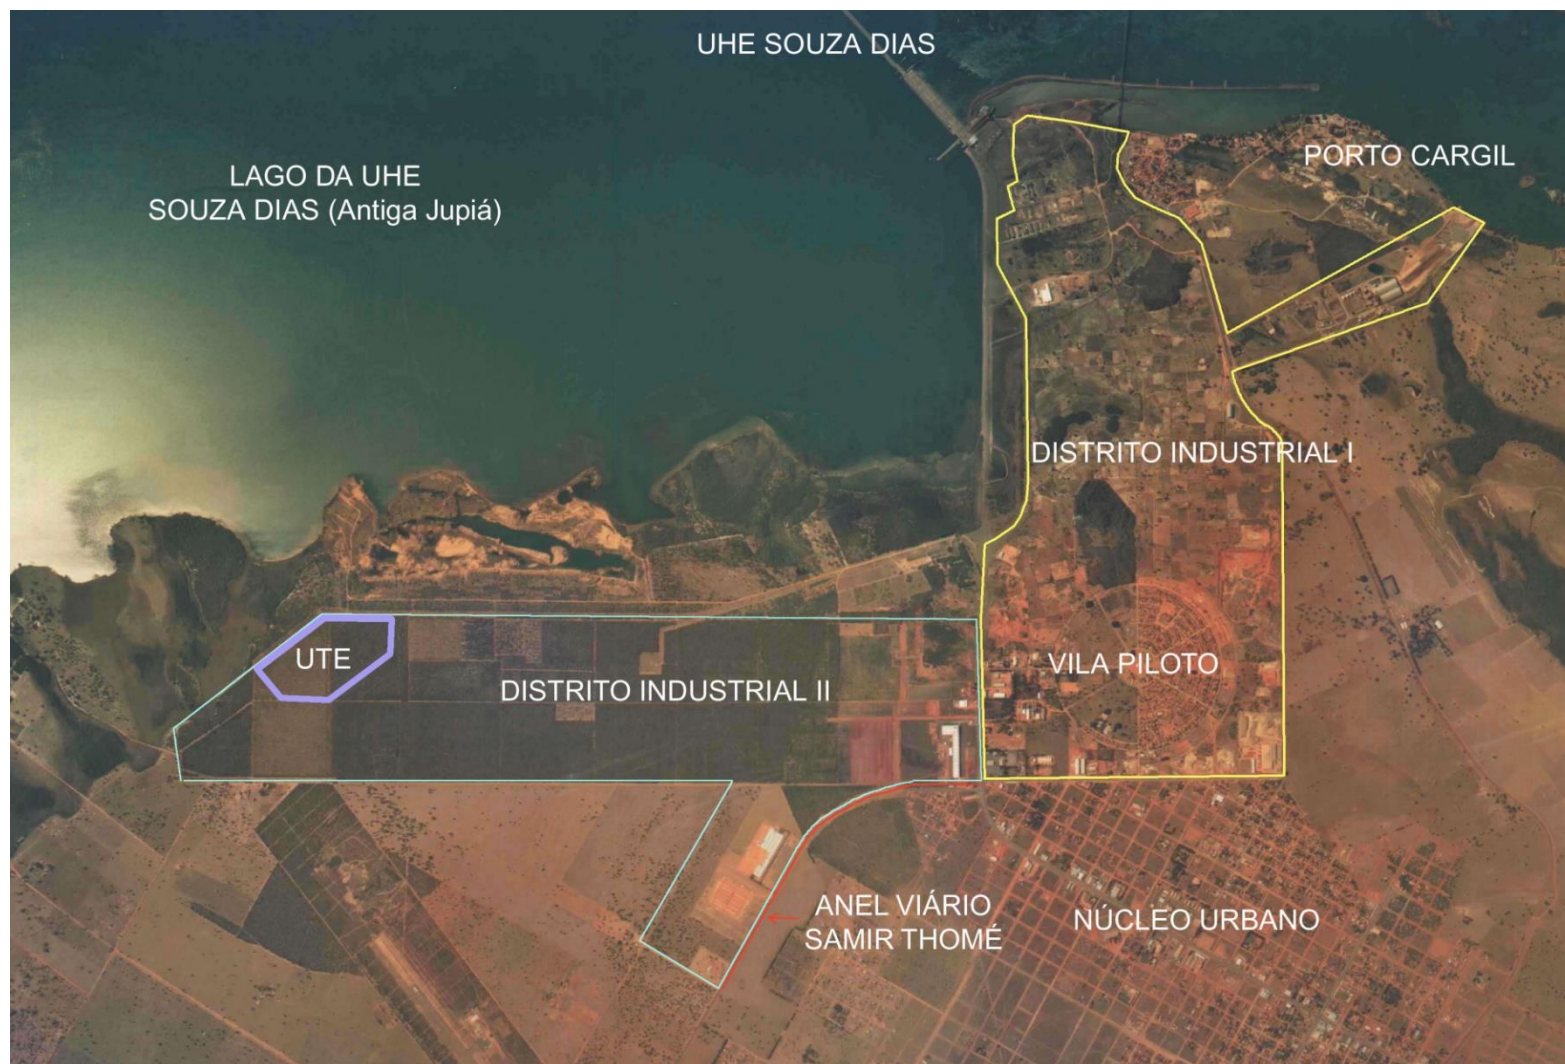 UHE SOUZA DIAS
PORTO CARGIL
LAGO DA UHE
SOUZA DIAS (Antiga Jupiá)
DISTRITO INDUSTRIAL I
UTE
VILA PILOTO
DISTRITO INDUSTRIAL II
ANEL VIÁRIO
SAMIR THOMÉ
NÚCLEO URBANO